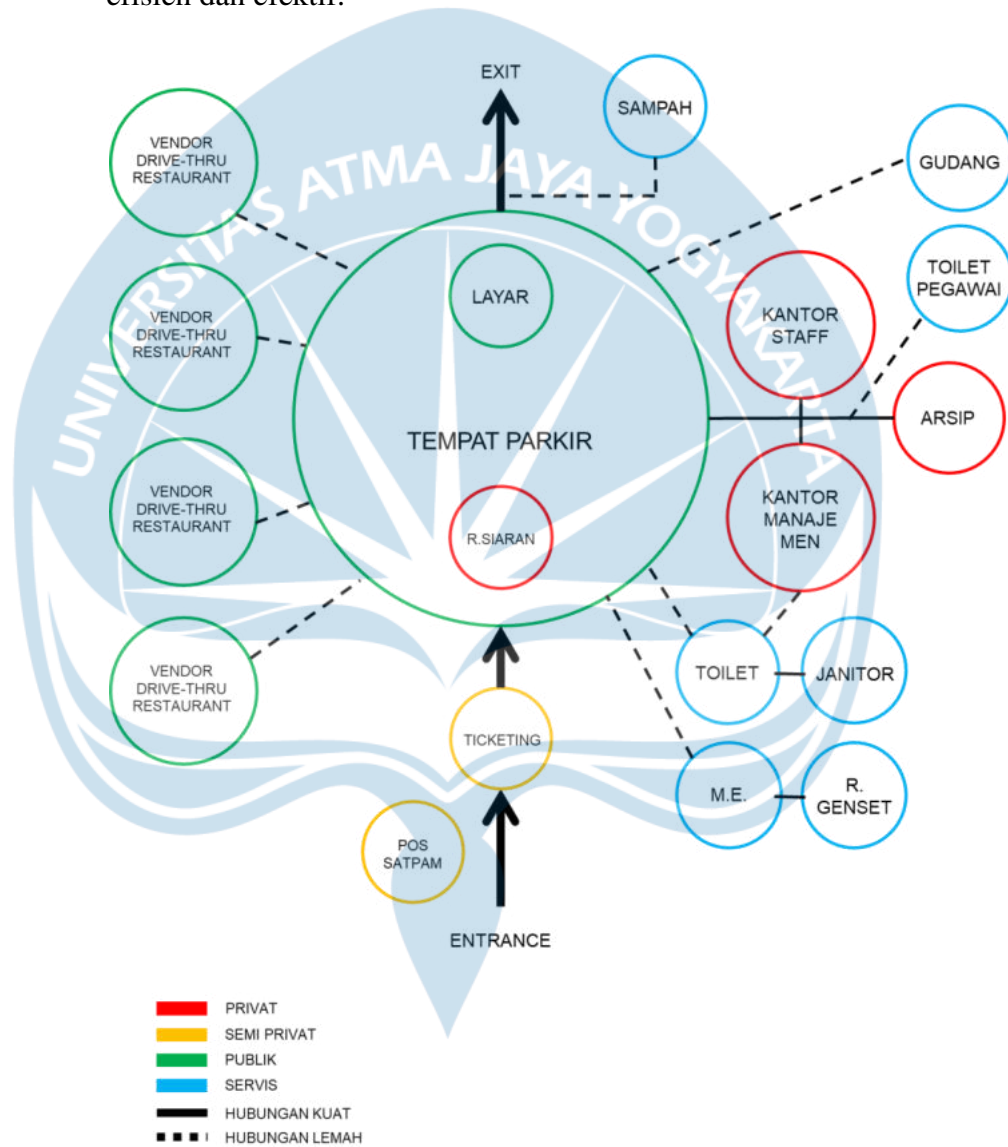 dan efektif.
EXIT
SAMPAH
VENDOR
DRIVE-THRU
RESTAURANT
GUDANG
UNIVERSITAS ATMA JAYA YOGYAKARTA
TOILET
PEGAWAI
LAYAR
KANTOR
STAFF
VENDOR
DRIVE-THRU
RESTAURANT
ARSIP
TEMPAT PARKIR
VENDOR
DRIVE-THRU
RESTAURANT
KANTOR
MANAJE
MEN
R.SIARAN
VENDOR
DRIVE-THRU
RESTAURANT
TOILET
JANITOR
TICKETING
M.E.
R.
GENSET
POS
SATPAM
ENTRANCE
PRIVAT
SEMI PRIVAT
PUBLIK
SERVIS
HUBUNGAN KUAT
HUBUNGAN LEMAH